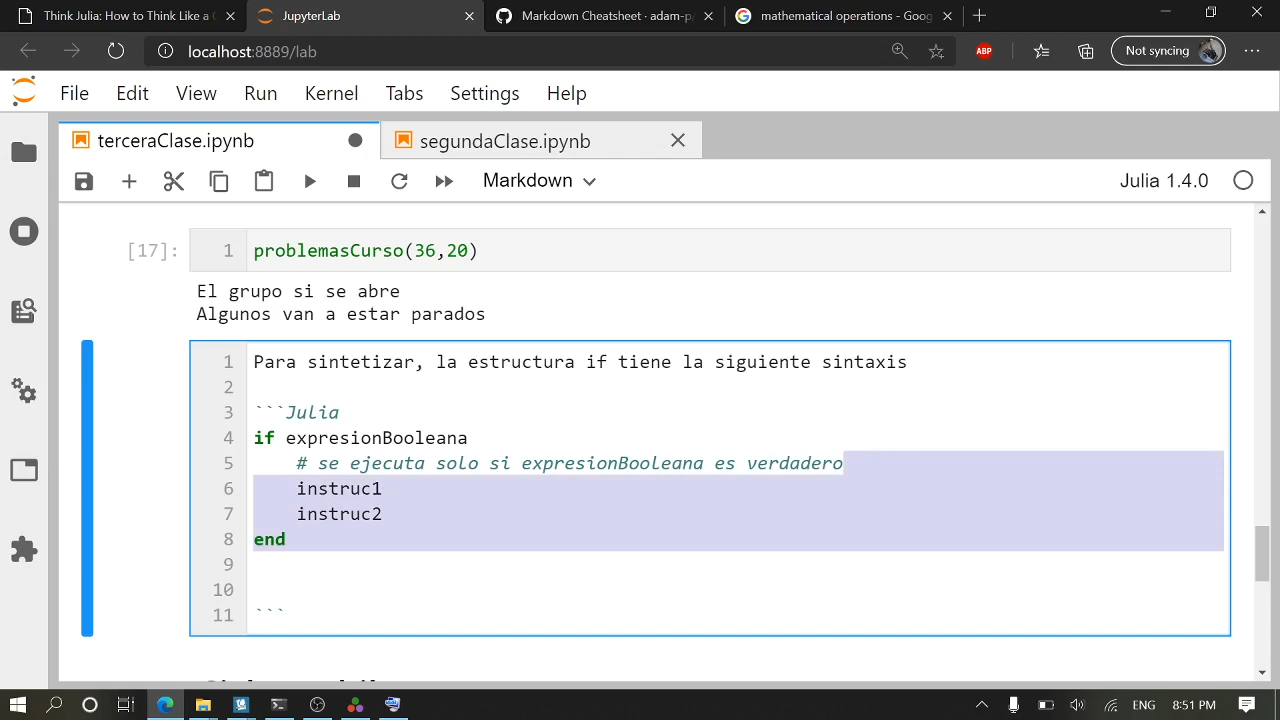 Think Julia: How to Think Like a C
JupyterLab
Markdown Cheatsheet · adam-p
mathematical operations - Goog
localhost:8889/lab
ABP
Not syncing
File Edit View Run Kernel Tabs Settings Help
terceraClase.ipynb
segundaClase.ipynb
Markdown
Julia 1.4.0
[17]: 1 problemasCurso(36,20)
El grupo si se abre
Algunos van a estar parados
1 Para sintetizar, la estructura if tiene la siguiente sintaxis
2
3 ```Julia
4 if expresionBooleana
5 # se ejecuta solo si expresionBooleana es verdadero
6 instruc1
7 instruc2
8 end
9
10
11 ```
ENG 8:51 PM